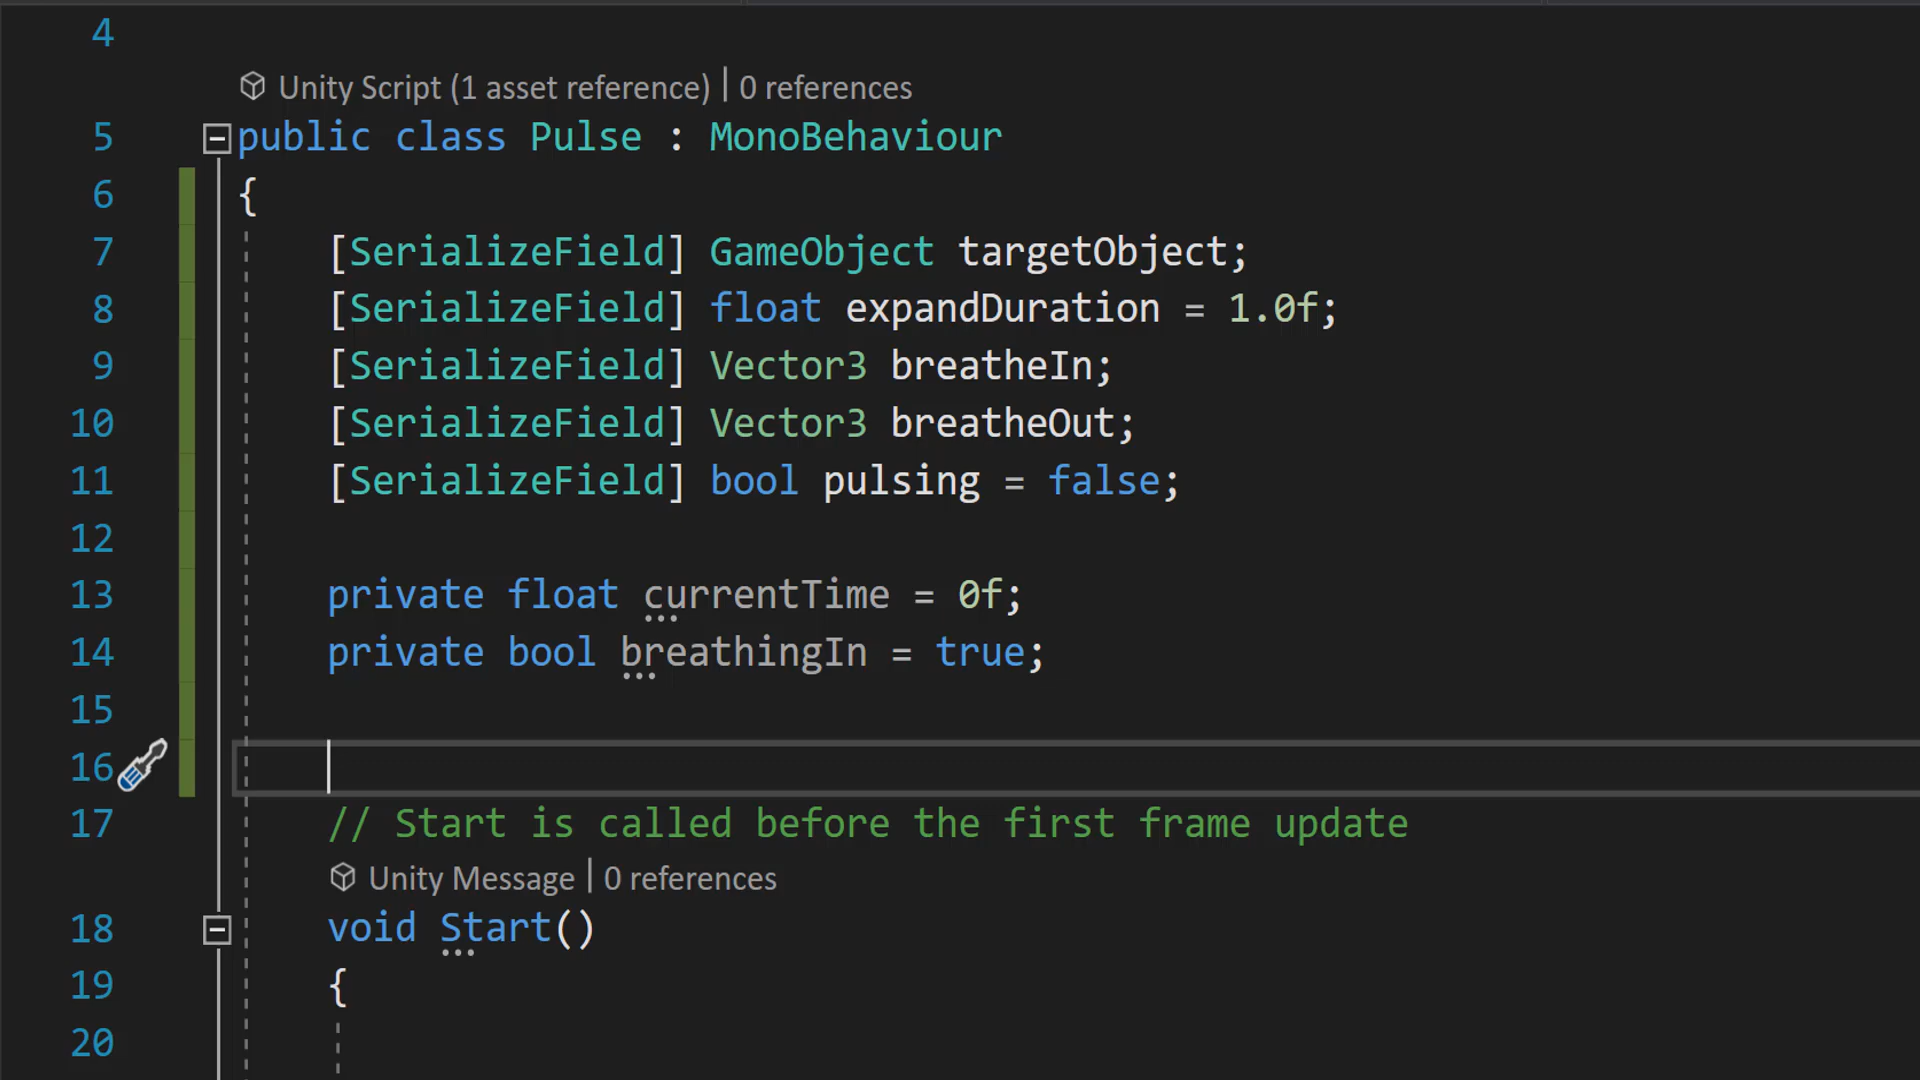 4
Unity Script (1 asset reference) | 0 references
5 public class Pulse : MonoBehaviour
6 {
7 [SerializeField] GameObject targetObject;
8 [SerializeField] float expandDuration = 1.0f;
9 [SerializeField] Vector3 breatheIn;
10 [SerializeField] Vector3 breatheOut;
11 [SerializeField] bool pulsing = false;
12
13 private float currentTime = 0f;
14 private bool breathingIn = true;
15
16
17 // Start is called before the first frame update
Unity Message | 0 references
18 void Start()
19 {
20